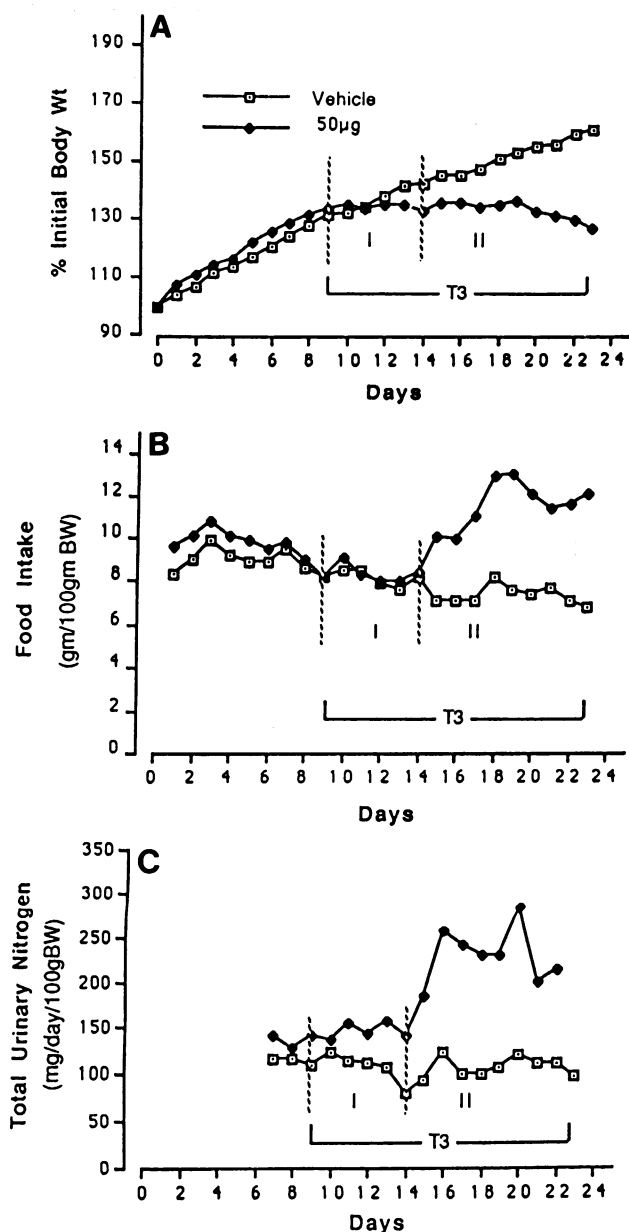 A
% Initial Body Wt
190
170
150
130
110
90
Vehicle
50µg
I
II
T3
0 2 4 6 8 10 12 14 16 18 20 22 24
Days
B
Food Intake
(gm/100gm BW)
14
12
10
8
6
4
2
0
I
II
T3
0 2 4 6 8 10 12 14 16 18 20 22 24
Days
C
Total Urinary Nitrogen
(mg/day/100gBW)
350
300
250
200
150
100
50
0
I
II
T3
0 2 4 6 8 10 12 14 16 18 20 22 24
Days